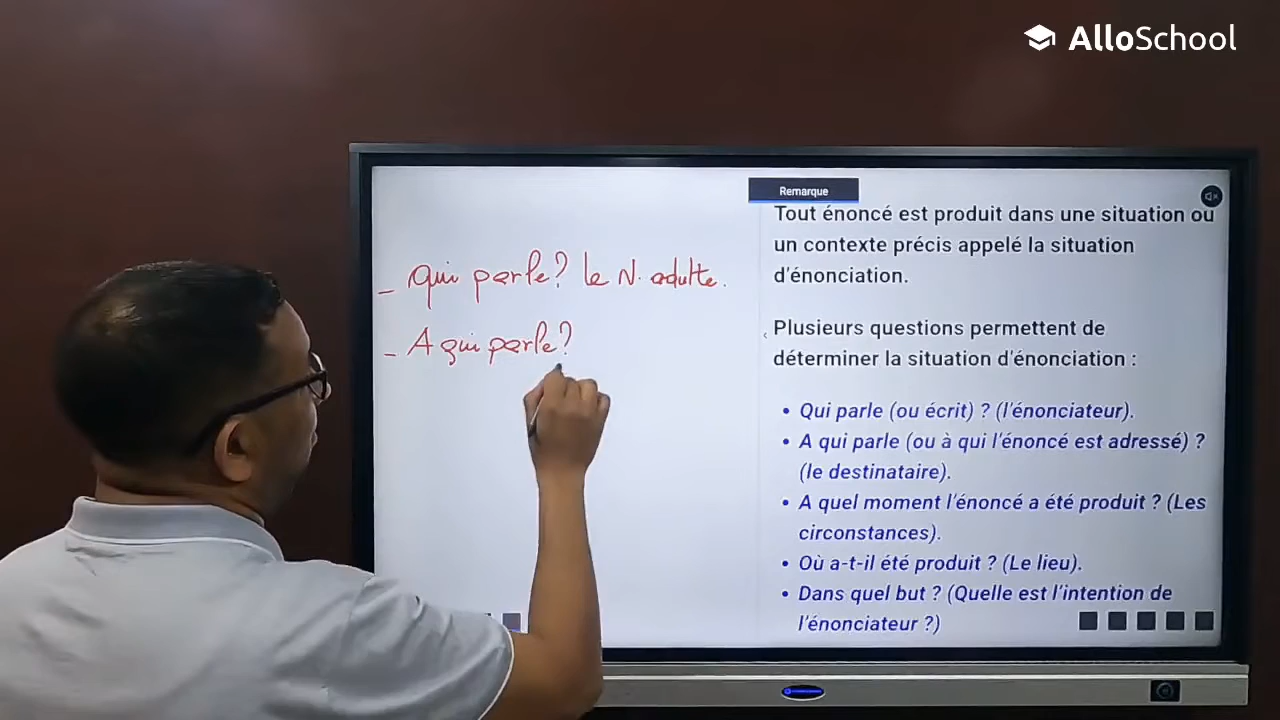 AlloSchool
Remarque
Tout énoncé est produit dans une situation ou
un contexte précis appelé la situation
d'énonciation.
Plusieurs questions permettent de
déterminer la situation d'énonciation :
• Qui parle (ou écrit) ? (l'énonciateur).
• A qui parle (ou à qui l'énoncé est adressé) ?
(le destinataire).
• A quel moment l'énoncé a été produit ? (Les
circonstances).
• Où a-t-il été produit ? (Le lieu).
• Dans quel but ? (Quelle est l'intention de
l'énonciateur ?)
- Qui parle? le N. adulte.
- A qui parle?